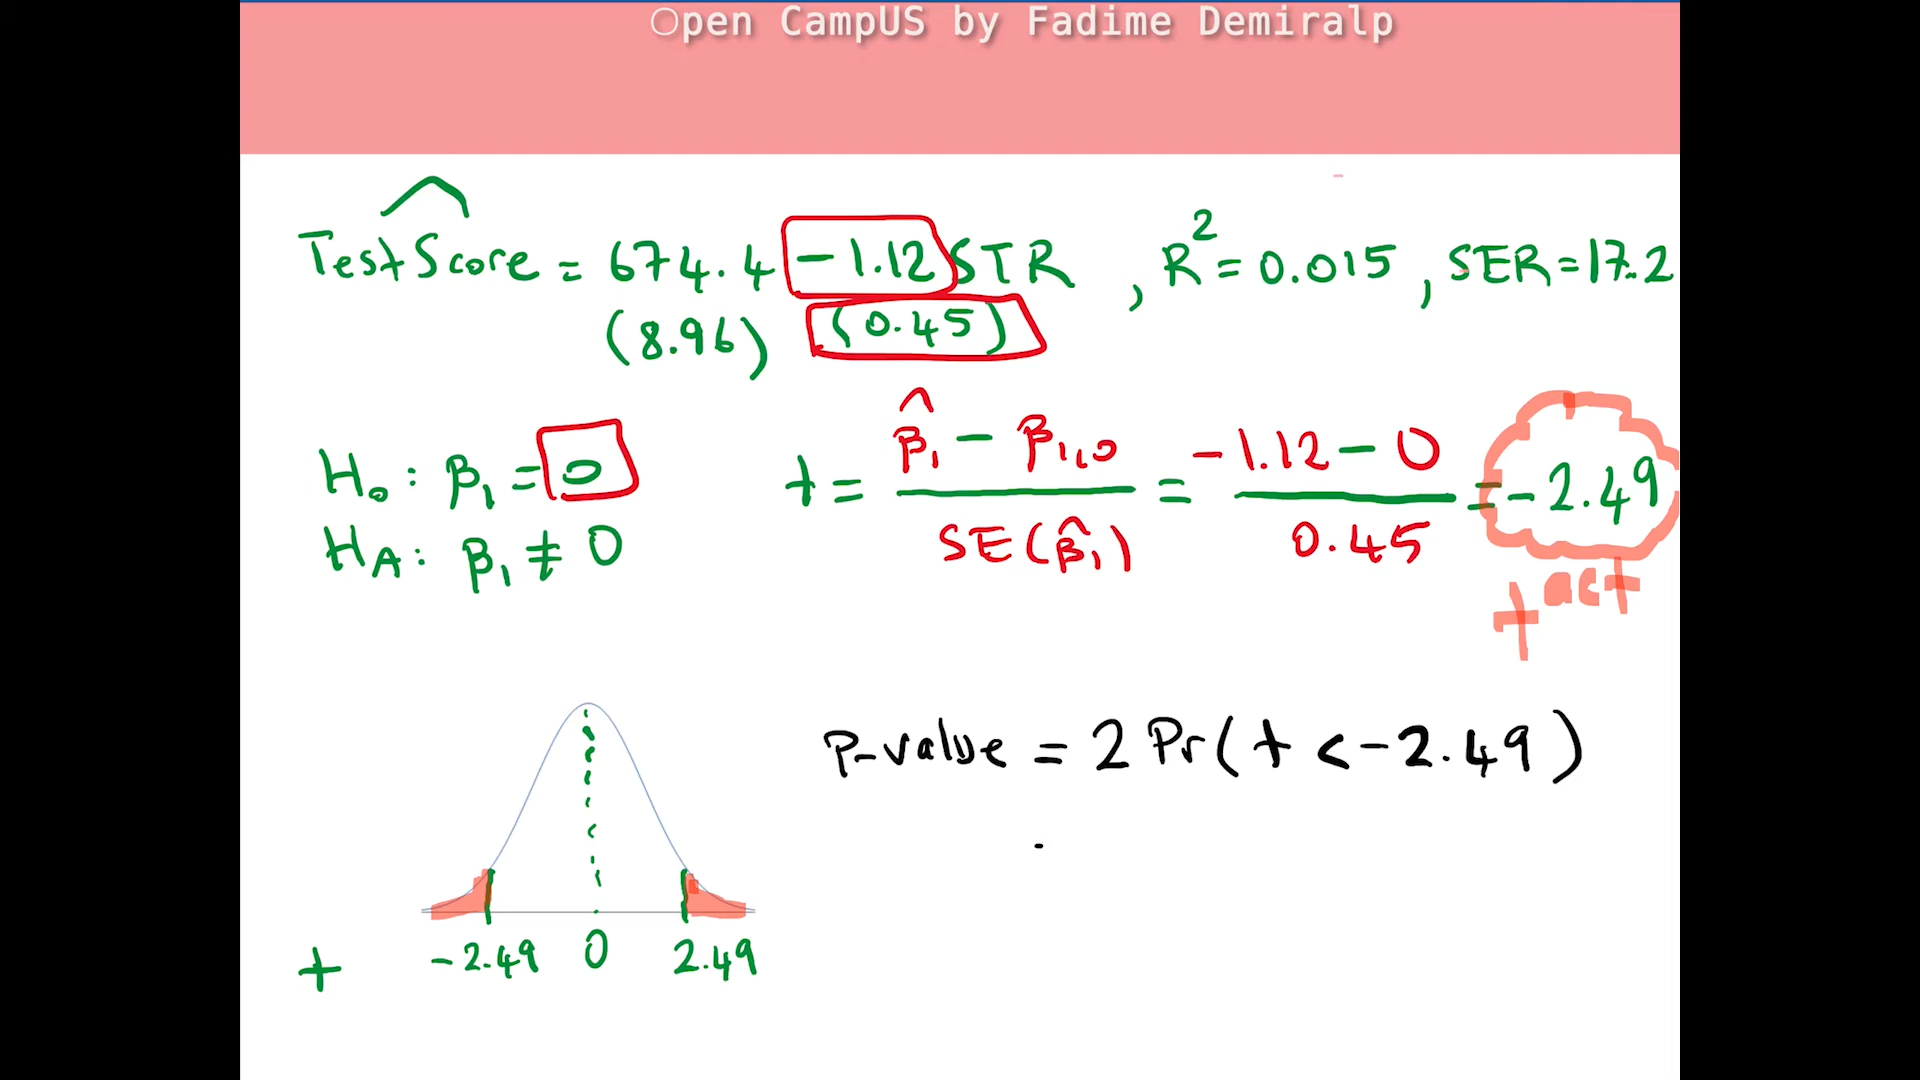 Open CampUS by Fadime Demiralp
TestScore = 674.4 -1.12 STR , R² = 0.015 , SER = 17.2
(8.96) (0.45)
H₀ : β₁ = 0
H_A : β₁ ≠ 0
t = (β̂₁ - β₁,₀) / SE(β̂₁) = (-1.12 - 0) / 0.45 = -2.49
t^act
p-value = 2 Pr( t < -2.49 )
t -2.49 0 2.49